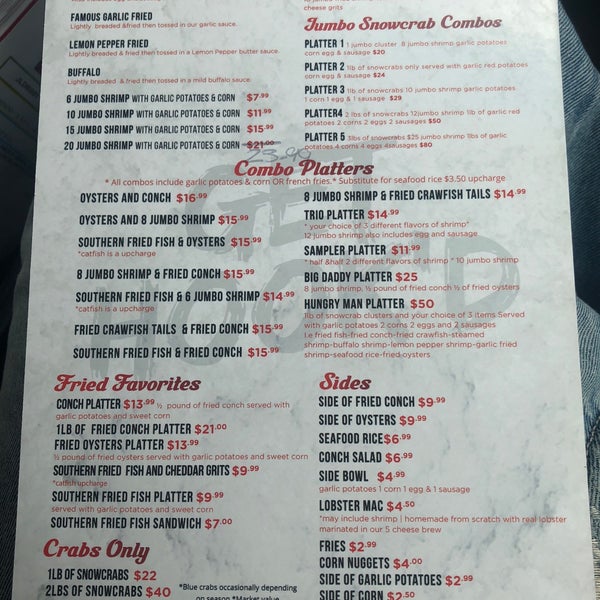 FAMOUS GARLIC FRIED
Lightly breaded &fried then tossed in our garlic sauce.
LEMON PEPPER FRIED
Lightly breaded & fried then tossed in a Lemon Pepper butter sauce.
BUFFALO
Lightly breaded & fried then tossed in a mild buffalo sauce.
6 JUMBO SHRIMP WITH GARLIC POTATOES & CORN $7.99
10 JUMBO SHRIMP WITH GARLIC POTATOES & CORN $11.99
15 JUMBO SHRIMP WITH GARLIC POTATOES & CORN $15.99
20 JUMBO SHRIMP WITH GARLIC POTATOES & CORN $21.00
23.99
cheese grits
Jumbo Snowcrab Combos
PLATTER 1 1 jumbo cluster 8 jumbo shrimp garlic potatoes
corn egg & sausage $20
PLATTER 2 1lb of snowcrabs only served with garlic red potatoes
corn egg & sausage $24
PLATTER 3 1lb of snowcrabs 10 jumbo shrimp garlic potatoes
1 corn 1 egg & 1 sausage $29
PLATTER4 2 lbs of snowcrabs 12jumbo shrimp 1lb of garlic red
potatoes 2 corns 2 eggs 2 sausages $50
PLATTER 5 3lbs of snowcrabs $25 jumbo shrimp 1lbs of garlic
potatoes 4 corns 4 eggs 4sausages $80
Combo Platters
* All combos include garlic potatoes & corn OR french fries.* Substitute for seafood rice $3.50 upcharge
OYSTERS AND CONCH $16.99
OYSTERS AND 8 JUMBO SHRIMP $15.99
SOUTHERN FRIED FISH & OYSTERS $15.99
*catfish is a upcharge
8 JUMBO SHRIMP & FRIED CONCH $15.99
SOUTHERN FRIED FISH & 6 JUMBO SHRIMP $14.99
*catfish is a upcharge
FRIED CRAWFISH TAILS & FRIED CONCH $15.99
SOUTHERN FRIED FISH & FRIED CONCH $15.99
8 JUMBO SHRIMP & FRIED CRAWFISH TAILS $14.99
TRIO PLATTER $14.99
* your choice of 3 different flavors of shrimp*
12 jumbo shrimp also includes egg and sausage
SAMPLER PLATTER $11.99
* half &half 2 different flavors of shrimp * 10 jumbo shrimp
BIG DADDY PLATTER $25
8 jumbo shrimp, ½ pound of fried conch ½ of fried oysters
HUNGRY MAN PLATTER $50
1lb of snowcrab clusters and your choice of 3 items Served
with garlic potatoes 2 corns 2 eggs and 2 sausages
I.e fried fish-fried conch-fried crawfish-steamed
shrimp-buffalo shrimp-lemon pepper shrimp-garlic fried
shrimp-seafood rice-fried oysters
Fried Favorites
CONCH PLATTER $13.99 ½ pound of fried conch served with
garlic potatoes and sweet corn
1LB OF FRIED CONCH PLATTER $21.00
FRIED OYSTERS PLATTER $13.99
½ pound of fried oysters served with garlic potatoes and sweet corn
SOUTHERN FRIED FISH AND CHEDDAR GRITS $9.99
*catfish upcharge
SOUTHERN FRIED FISH PLATTER $9.99
served with garlic potatoes and sweet corn
SOUTHERN FRIED FISH SANDWICH $7.00
Crabs Only
1LB OF SNOWCRABS $22
2LBS OF SNOWCRABS $40
*Blue crabs occasionally depending
on season *Market value
Sides
SIDE OF FRIED CONCH $9.99
SIDE OF OYSTERS $9.99
SEAFOOD RICE $6.99
CONCH SALAD $6.99
SIDE BOWL $4.99
garlic potatoes 1 corn 1 egg & 1 sausage
LOBSTER MAC $4.50
*may include shrimp | homemade from scratch with real lobster
marinated in our 5 cheese brew
FRIES $2.99
CORN NUGGETS $4.00
SIDE OF GARLIC POTATOES $2.99
SIDE OF CORN $2.50